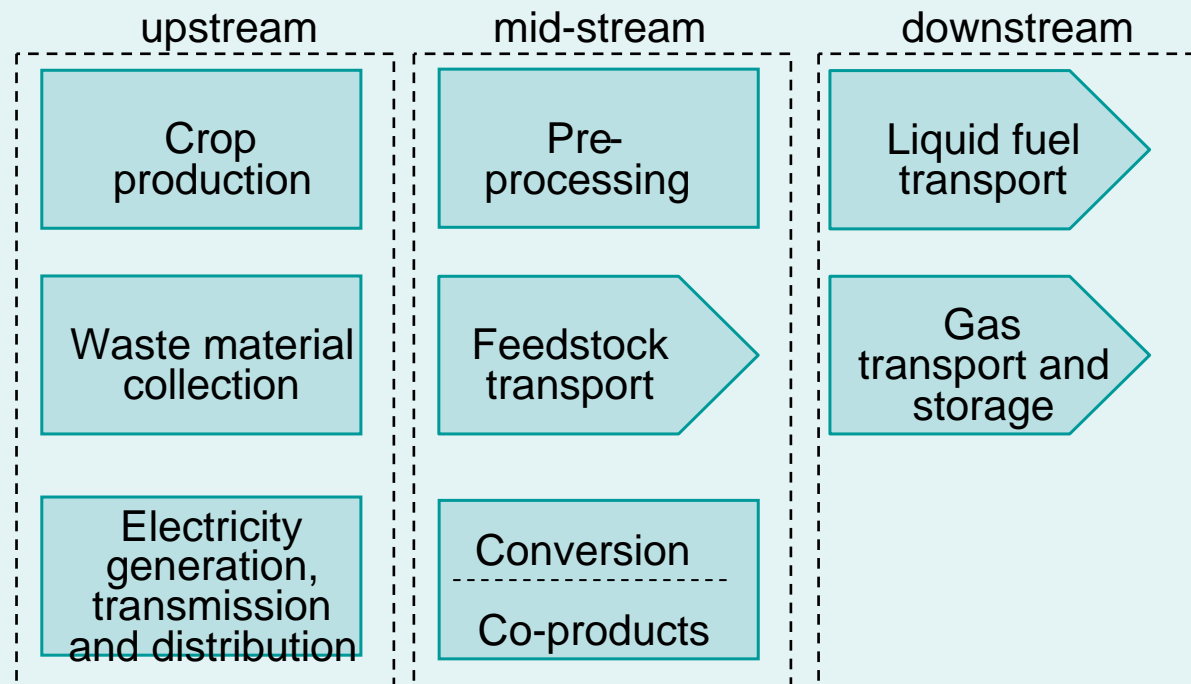 upstream
mid-stream
downstream
Crop
production
Pre-
processing
Liquid fuel
transport
Waste material
collection
Feedstock
transport
Gas
transport and
storage
Electricity
generation,
transmission
and distribution
Conversion
Co-products